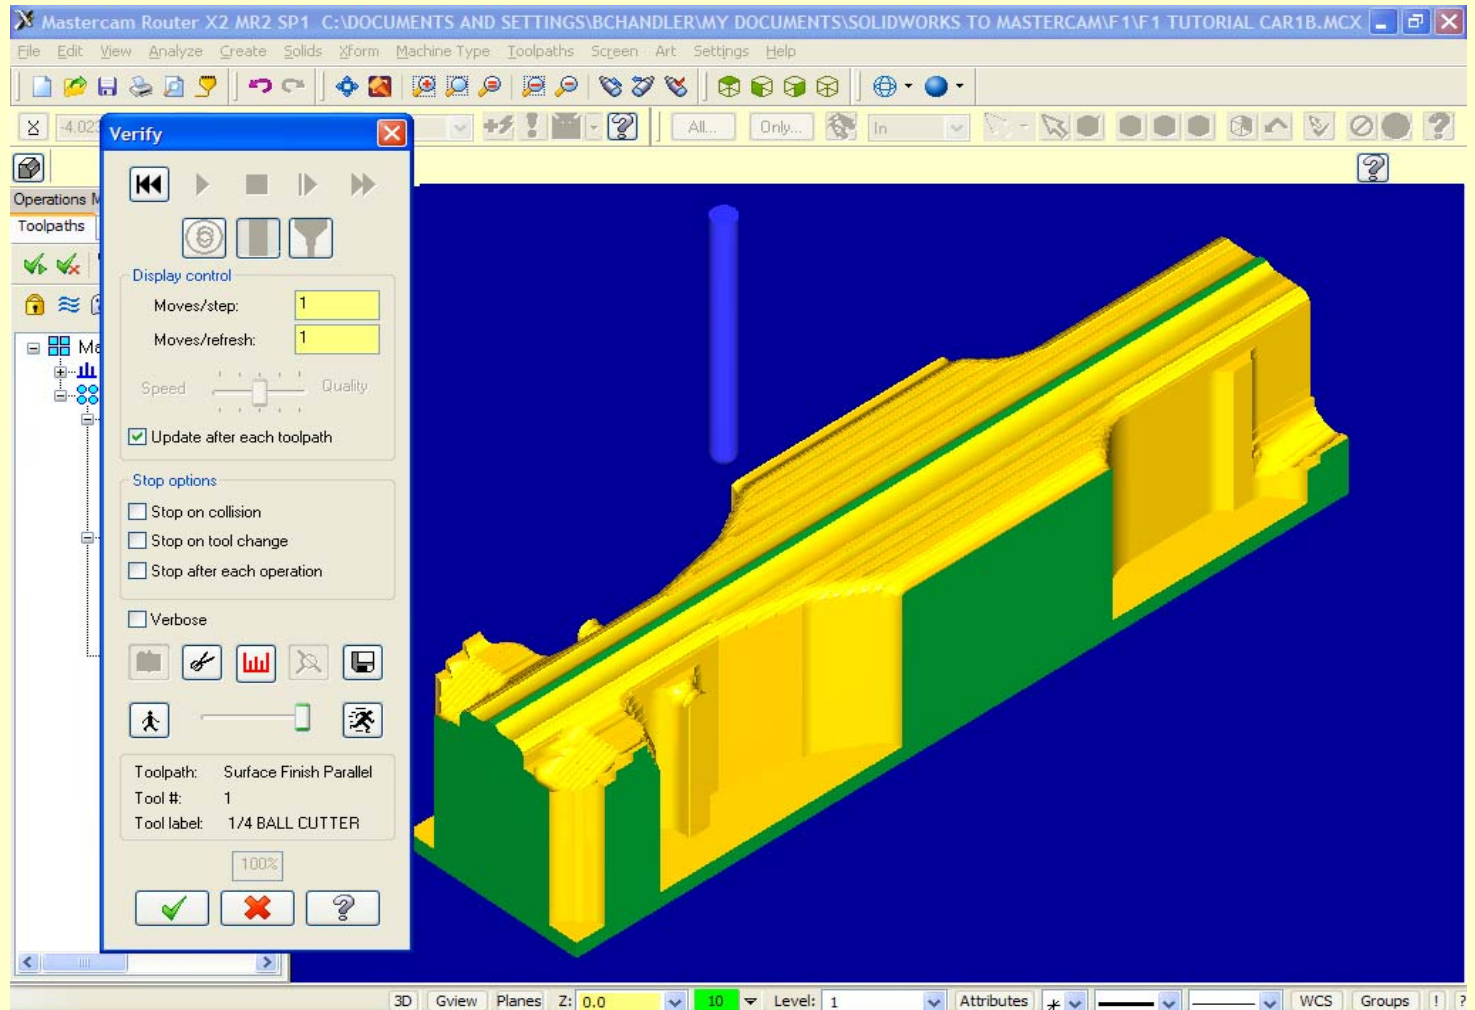 Mastercam Router X2 MR2 SP1 C:\DOCUMENTS AND SETTINGS\BCHANDLER\MY DOCUMENTS\SOLIDWORKS TO MASTERCAM\F1\F1 TUTORIAL CAR1B.MCX
File Edit View Analyze Create Solids Xform Machine Type Toolpaths Screen Art Settings Help
-4.023 All... Only... In
Verify
Operations M
Toolpaths
Display control
Moves/step: 1
Moves/refresh: 1
Ma
Speed Quality
Update after each toolpath
Stop options
Stop on collision
Stop on tool change
Stop after each operation
Verbose
Toolpath: Surface Finish Parallel
Tool #: 1
Tool label: 1/4 BALL CUTTER
100%
3D Gview Planes Z: 0.0 10 Level: 1 Attributes WCS Groups ! ?